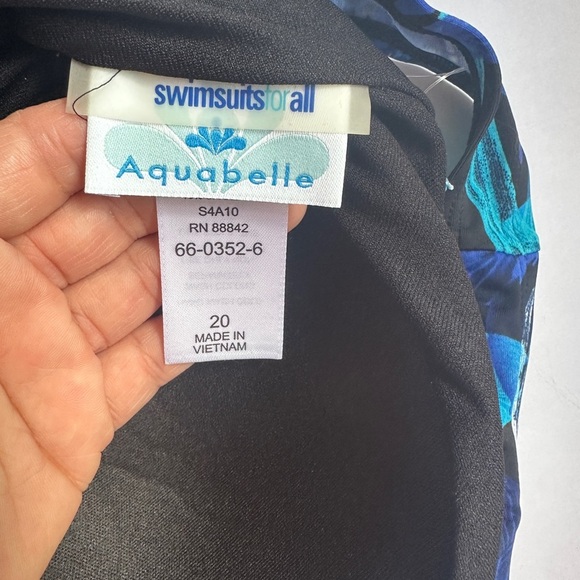 swimsuitsforall
Aquabelle
S4A10
RN 88842
66-0352-6
20
MADE IN
VIETNAM